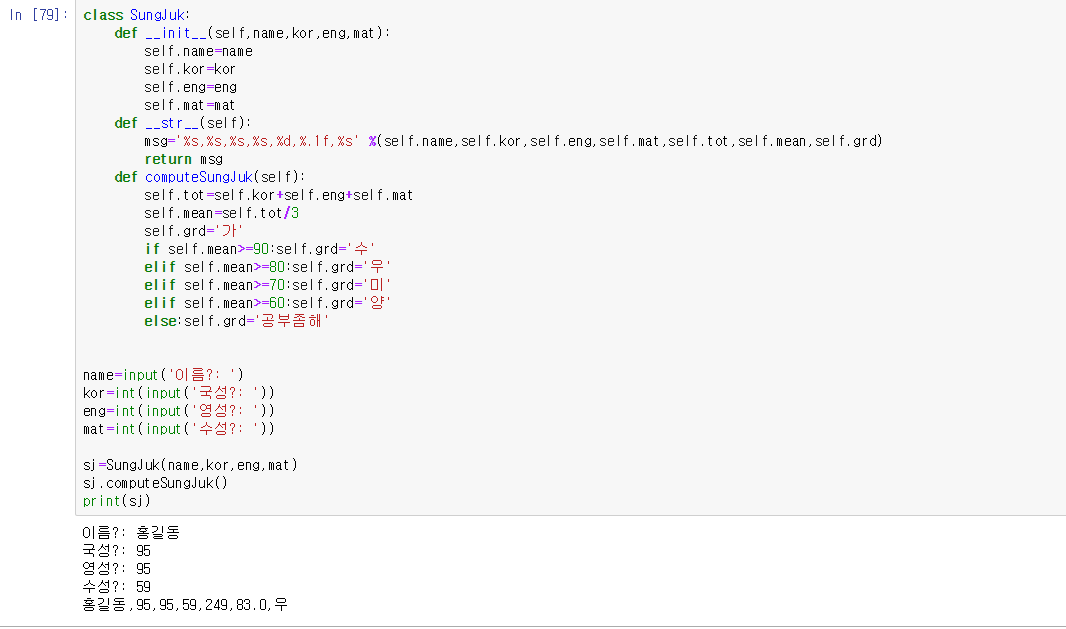 In [79]: class SungJuk:
    def __init__(self,name,kor,eng,mat):
        self.name=name
        self.kor=kor
        self.eng=eng
        self.mat=mat
    def __str__(self):
        msg='%s,%s,%s,%s,%d,%.1f,%s' %(self.name,self.kor,self.eng,self.mat,self.tot,self.mean,self.grd)
        return msg
    def computeSungJuk(self):
        self.tot=self.kor+self.eng+self.mat
        self.mean=self.tot/3
        self.grd='가'
        if self.mean>=90:self.grd='수'
        elif self.mean>=80:self.grd='우'
        elif self.mean>=70:self.grd='미'
        elif self.mean>=60:self.grd='양'
        else:self.grd='공부좀해'
name=input('이름?: ')
kor=int(input('국성?: '))
eng=int(input('영성?: '))
mat=int(input('수성?: '))
sj=SungJuk(name,kor,eng,mat)
sj.computeSungJuk()
print(sj)
이름?: 홍길동
국성?: 95
영성?: 95
수성?: 59
홍길동,95,95,59,249,83.0,우